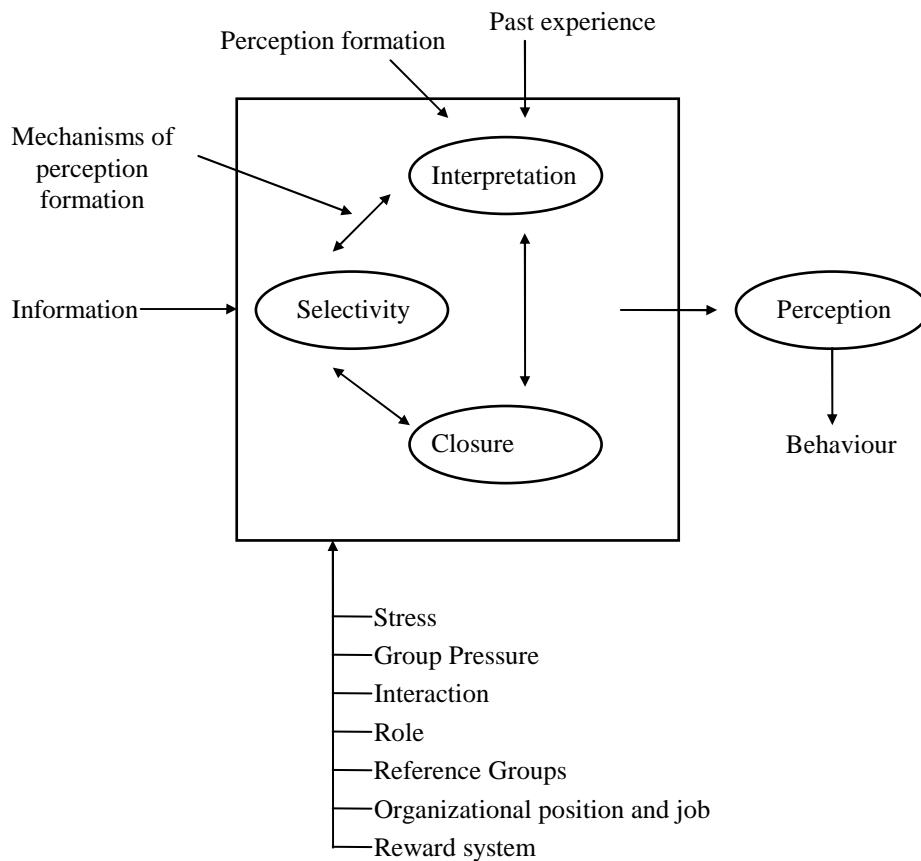 Past experience
Perception formation
Mechanisms of
perception
formation
Interpretation
Information
Selectivity
Perception
Closure
Behaviour
Stress
Group Pressure
Interaction
Role
Reference Groups
Organizational position and job
Reward system